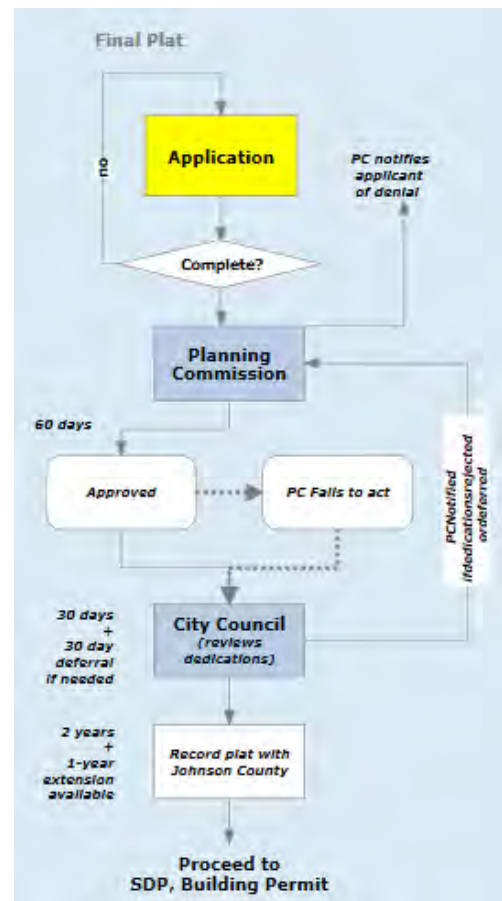 Final Plat
no
Application
PC notifies
applicant
of denial
Complete?
Planning
Commission
60 days
Approved
PC Fails to act
PCNotified
ifdedicationsrejected
ordeferred
30 days
+
30 day
deferral
if needed
City Council
(reviews
dedications)
2 years
+
1-year
extension
available
Record plat with
Johnson County
Proceed to
SDP, Building Permit